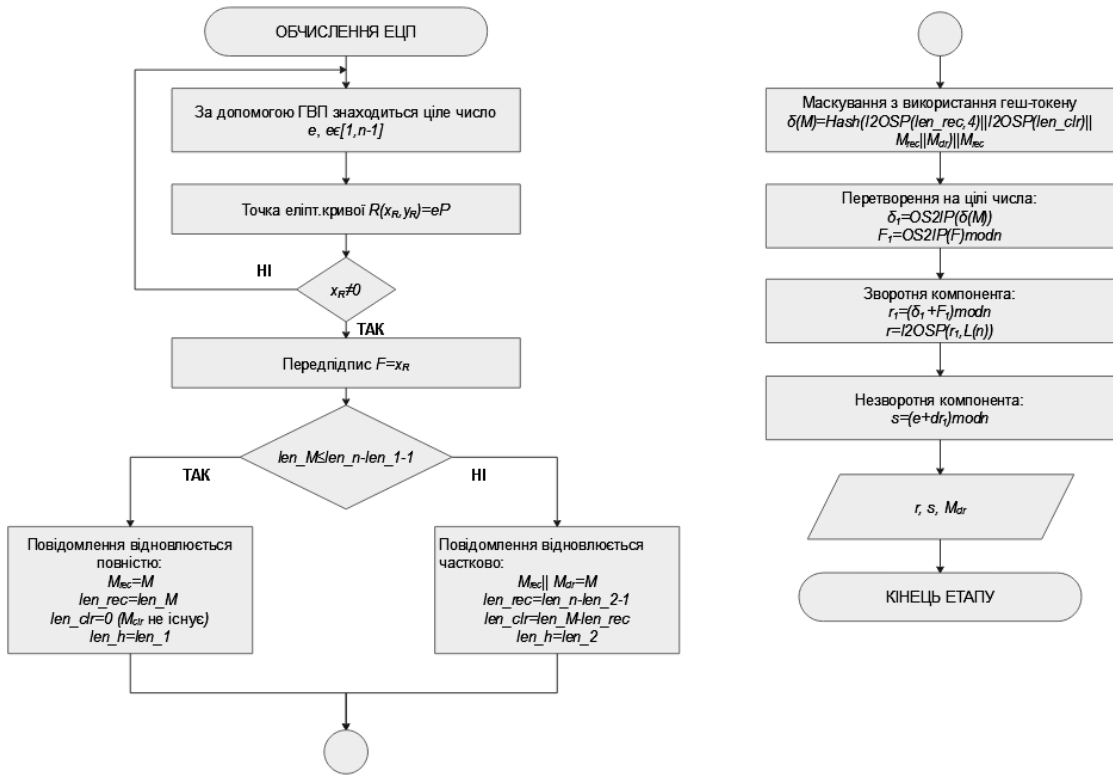 ОБЧИСЛЕННЯ ЕЦП
За допомогою ГВП знаходиться ціле число
e, eє[1,n-1]
Точка еліпт.кривої R(xR,yR)=eP
НІ
xR≠0
ТАК
Передпідпис F=xR
len_M≤len_n-len_1-1
ТАК
НІ
Повідомлення відновлюється
повністю:
Mrec=M
len_rec=len_M
len_clr=0 (Mclr не існує)
len_h=len_1
Повідомлення відновлюється
частково:
Mrec|| Mclr=M
len_rec=len_n-len_2-1
len_clr=len_M-len_rec
len_h=len_2
Маскування з використання геш-токену
δ(M)=Hash(I2OSP(len_rec,4)||I2OSP(len_clr)||
Mrec||Mclr)||Mrec
Перетворення на цілі числа:
δ1=OS2IP(δ(M))
F1=OS2IP(F)modn
Зворотня компонента:
r1=(δ1+F1)modn
r=I2OSP(r1,L(n))
Незворотня компонента:
s=(e+dr1)modn
r, s, Mclr
КІНЕЦЬ ЕТАПУ